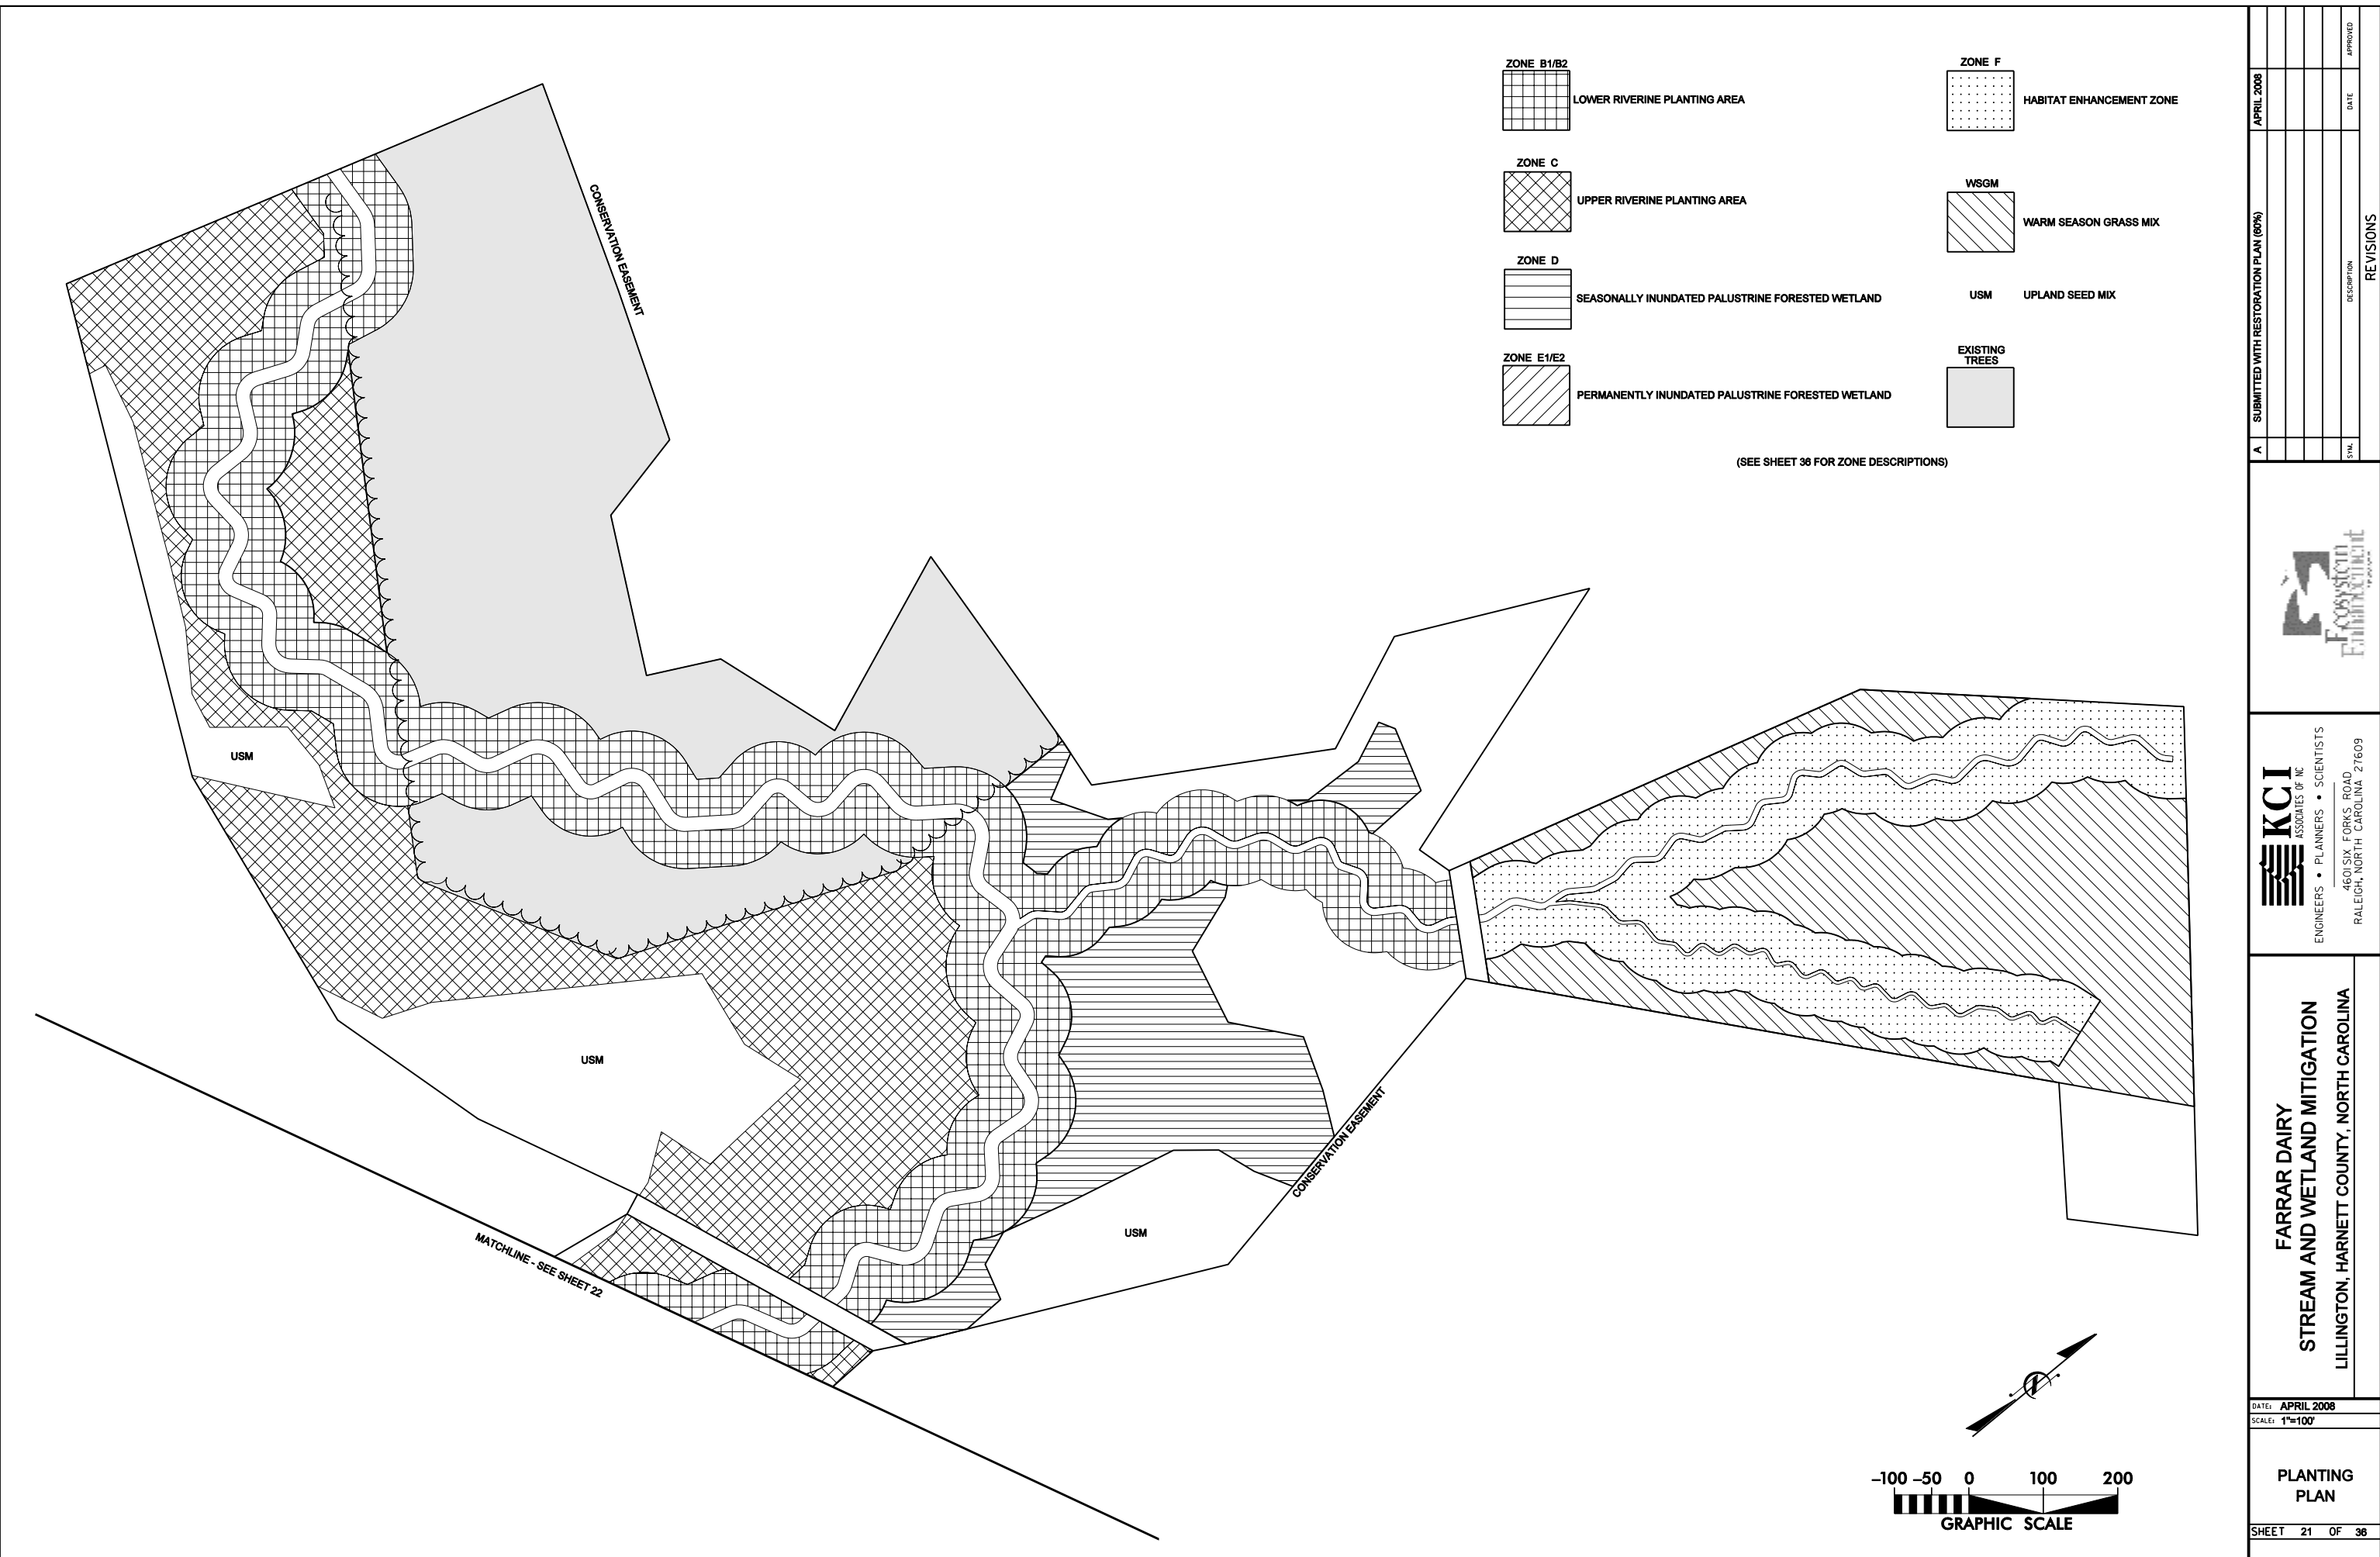 ZONE B1/B2
LOWER RIVERINE PLANTING AREA
ZONE C
UPPER RIVERINE PLANTING AREA
ZONE D
SEASONALLY INUNDATED PALUSTRINE FORESTED WETLAND
ZONE E1/E2
PERMANENTLY INUNDATED PALUSTRINE FORESTED WETLAND
ZONE F
HABITAT ENHANCEMENT ZONE
WSGM
WARM SEASON GRASS MIX
USM UPLAND SEED MIX
EXISTING
TREES
(SEE SHEET 36 FOR ZONE DESCRIPTIONS)
CONSERVATION EASEMENT
USM
USM
USM
CONSERVATION EASEMENT
MATCHLINE - SEE SHEET 22
-100 -50 0 100 200
GRAPHIC SCALE
A SUBMITTED WITH RESTORATION PLAN (60%) APRIL 2008
SYM. DESCRIPTION DATE APPROVED
REVISIONS
Ecosystem
Enhancement
KCI
ASSOCIATES OF NC
ENGINEERS • PLANNERS • SCIENTISTS
4601 SIX FORKS ROAD
RALEIGH, NORTH CAROLINA 27609
FARRAR DAIRY
STREAM AND WETLAND MITIGATION
LILLINGTON, HARNETT COUNTY, NORTH CAROLINA
DATE: APRIL 2008
SCALE: 1"=100'
PLANTING
PLAN
SHEET 21 OF 36